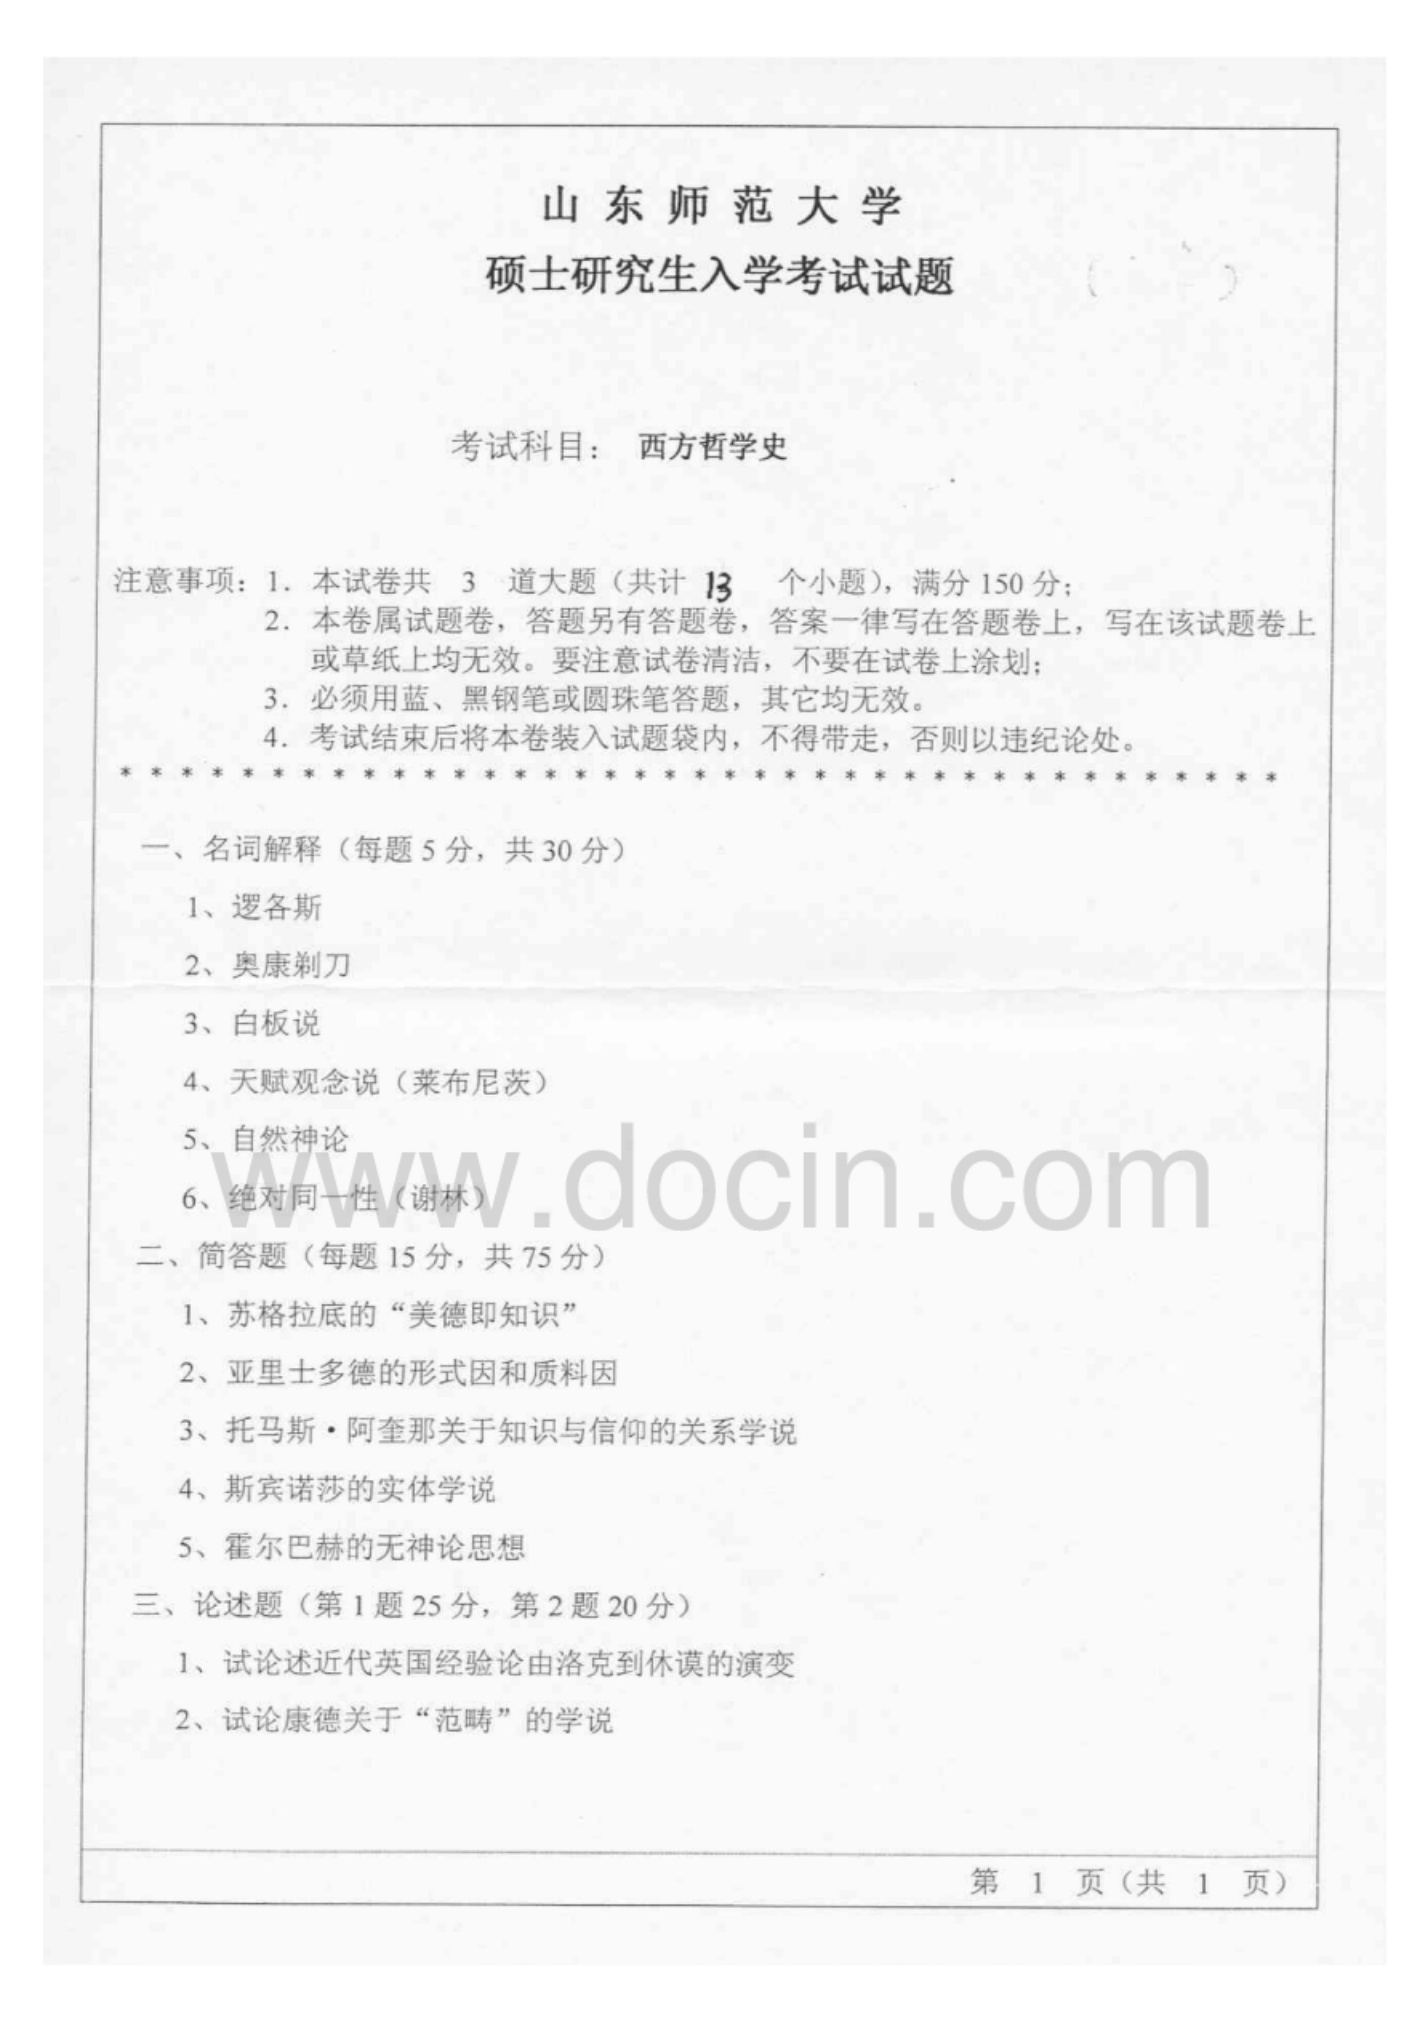 山东师范大学
硕士研究生入学考试试题
考试科目： 西方哲学史
注意事项：1．本试卷共 3 道大题（共计 13 个小题），满分 150 分；
2．本卷属试题卷，答题另有答题卷，答案一律写在答题卷上，写在该试题卷上
或草纸上均无效。要注意试卷清洁，不要在试卷上涂划；
3．必须用蓝、黑钢笔或圆珠笔答题，其它均无效。
4．考试结束后将本卷装入试题袋内，不得带走，否则以违纪论处。
* * * * * * * * * * * * * * * * * * * * * * * * * * * * * * * * * * * * * * *
一、名词解释（每题 5 分，共 30 分）
1、逻各斯
2、奥康剃刀
3、白板说
4、天赋观念说（莱布尼茨）
5、自然神论
www.docin.com
6、绝对同一性（谢林）
二、简答题（每题 15 分，共 75 分）
1、苏格拉底的“美德即知识”
2、亚里士多德的形式因和质料因
3、托马斯·阿奎那关于知识与信仰的关系学说
4、斯宾诺莎的实体学说
5、霍尔巴赫的无神论思想
三、论述题（第 1 题 25 分，第 2 题 20 分）
1、试论述近代英国经验论由洛克到休谟的演变
2、试论康德关于“范畴”的学说
第 1 页（共 1 页）